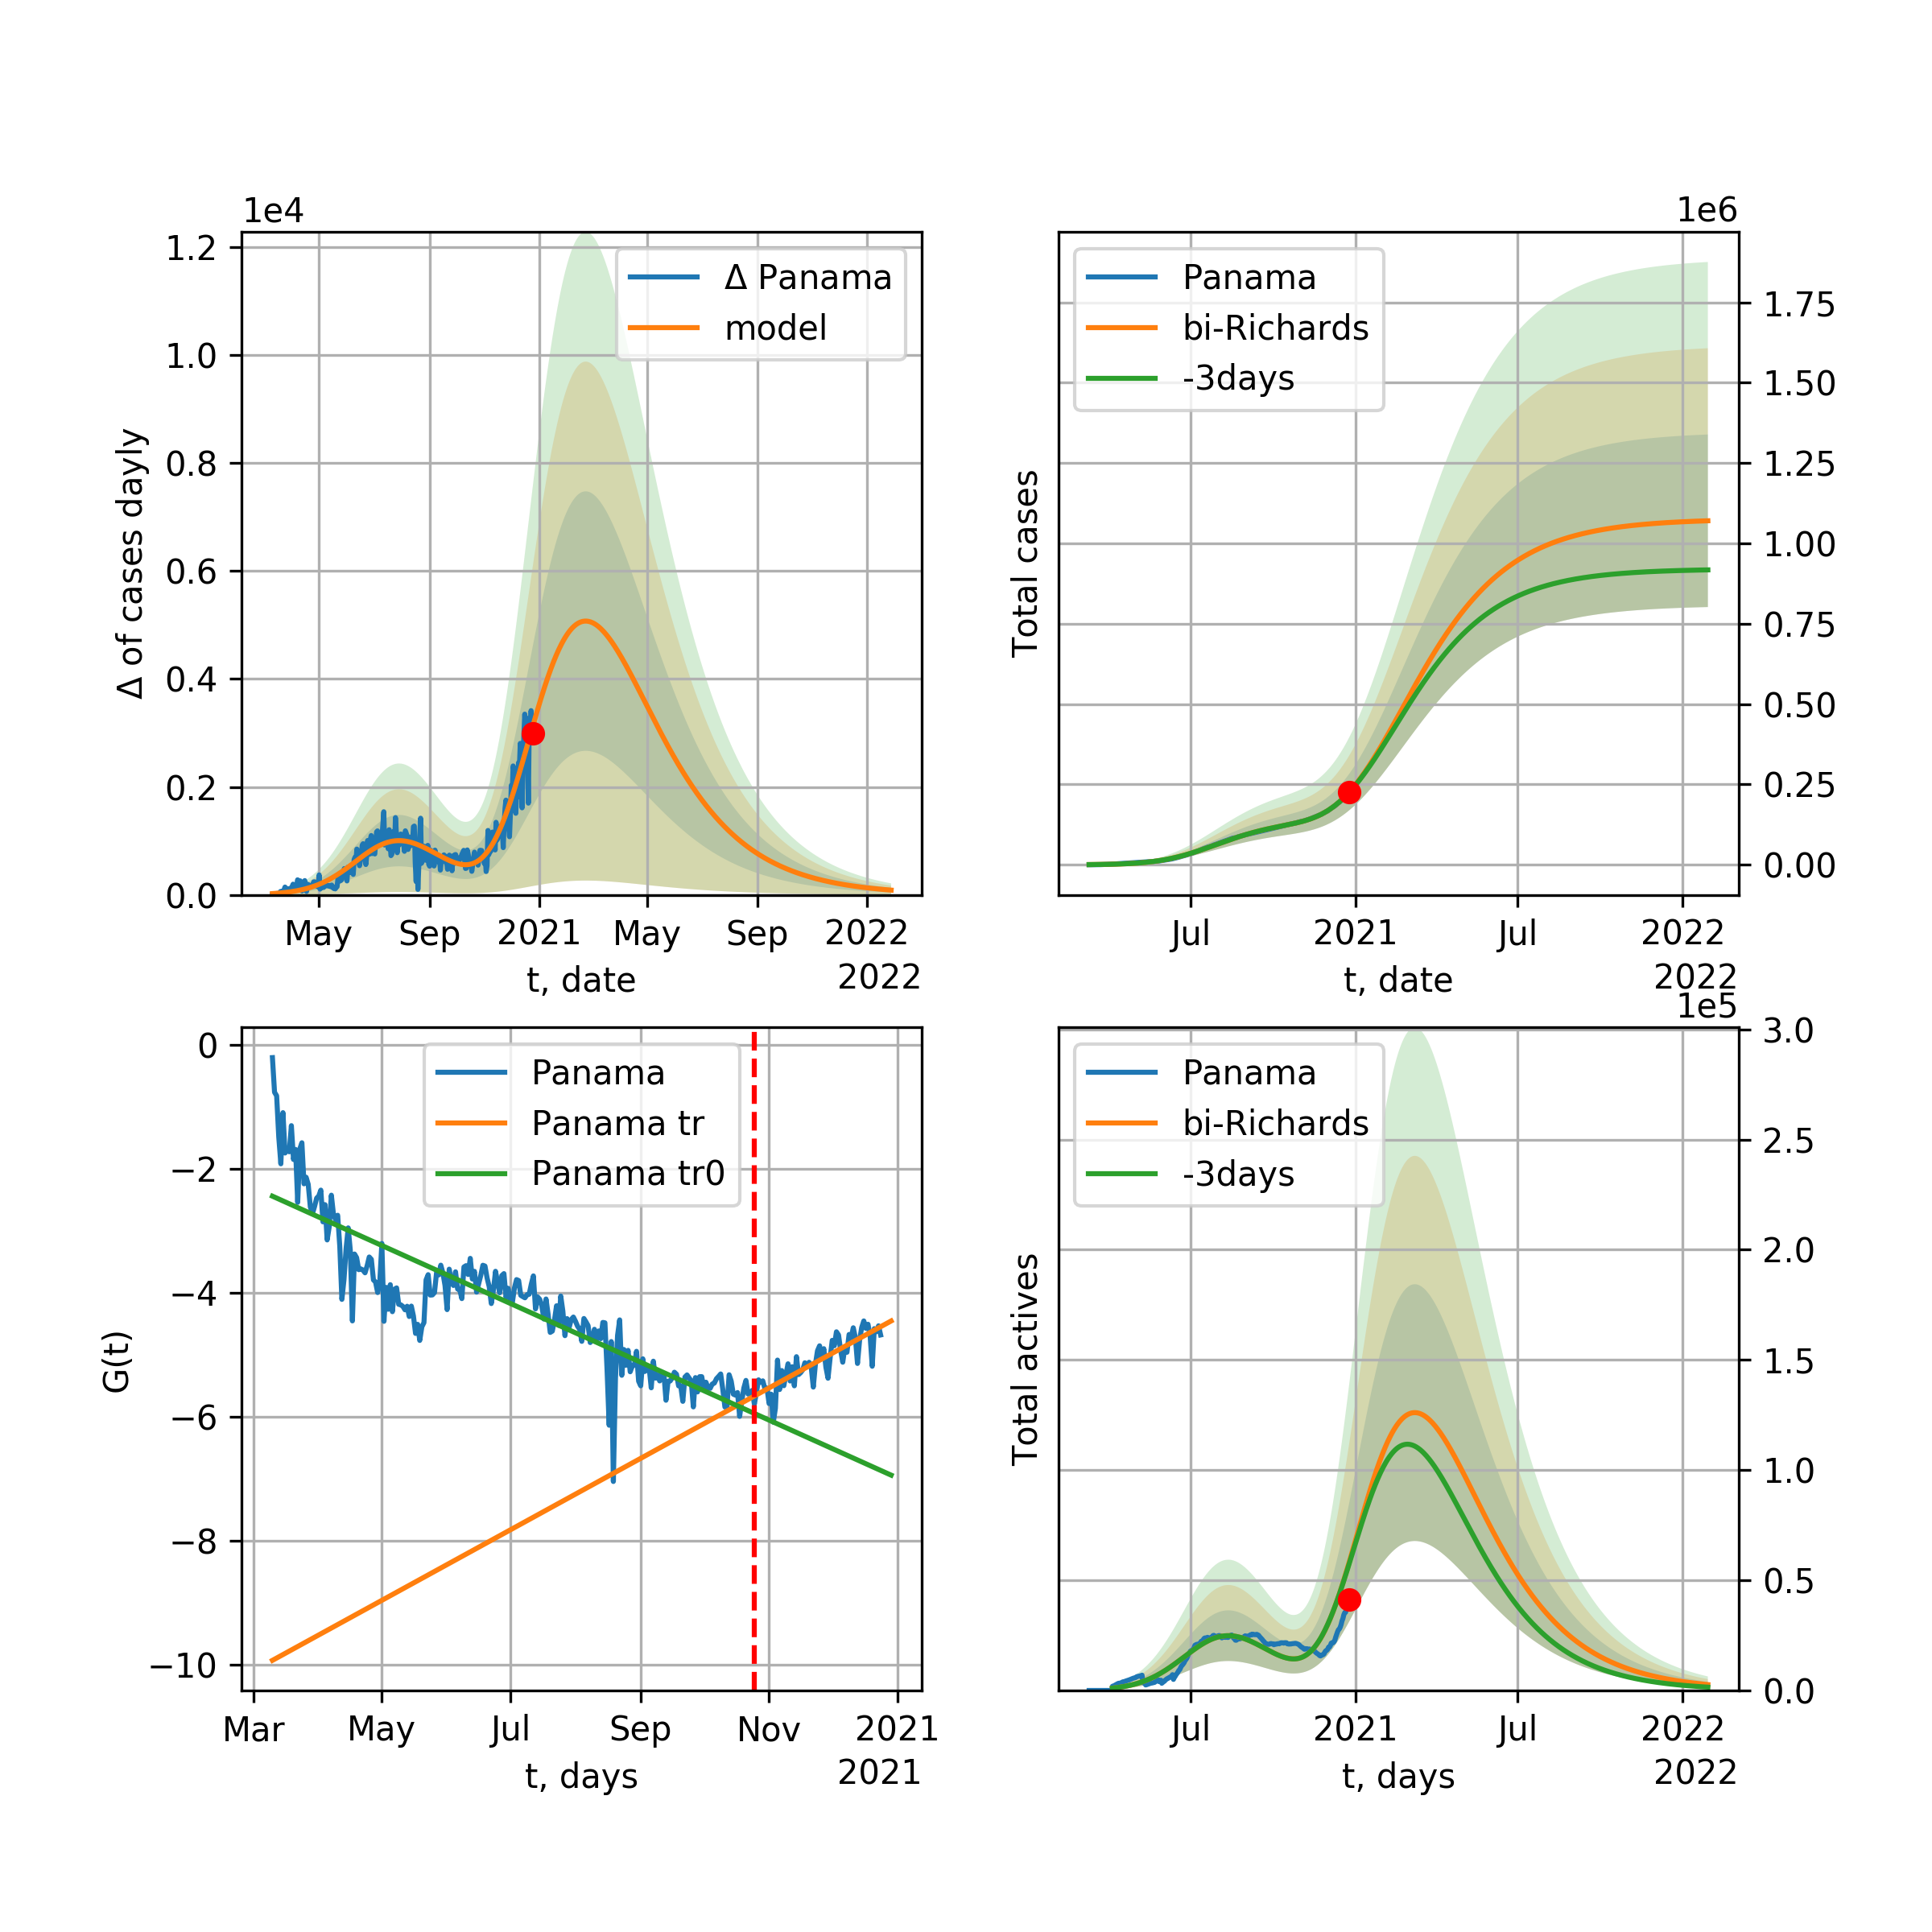 1e4
1.2
1.0
0.8
0.6
0.4
0.2
0.0
Δ of cases dayly
Δ Panama
model
May Sep 2021 May Sep 2022
t, date
2022
1e6
Total cases
Panama
bi-Richards
-3days
1.75
1.50
1.25
1.00
0.75
0.50
0.25
0.00
Jul 2021 Jul 2022
t, date
2022
0
−2
−4
−6
−8
−10
G(t)
Panama
Panama tr
Panama tr0
Mar May Jul Sep Nov 2021
t, days
2021
1e5
Total actives
Panama
bi-Richards
-3days
3.0
2.5
2.0
1.5
1.0
0.5
0.0
Jul 2021 Jul 2022
t, days
2022